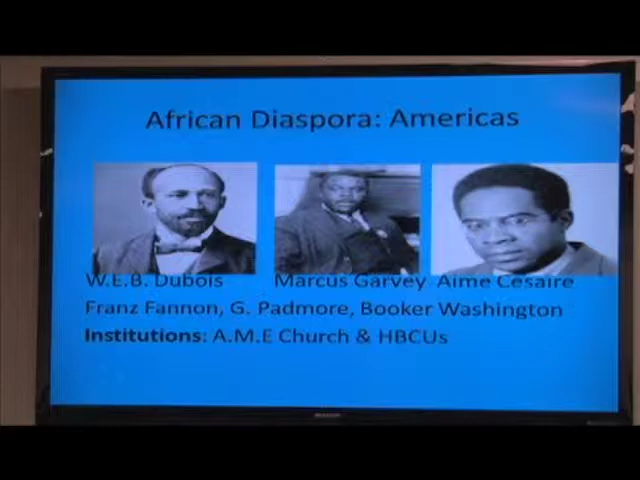 African Diaspora: Americas
W.E.B. Dubois Marcus Garvey Aime Cesaire
Franz Fannon, G. Padmore, Booker Washington
Institutions: A.M.E Church & HBCUs